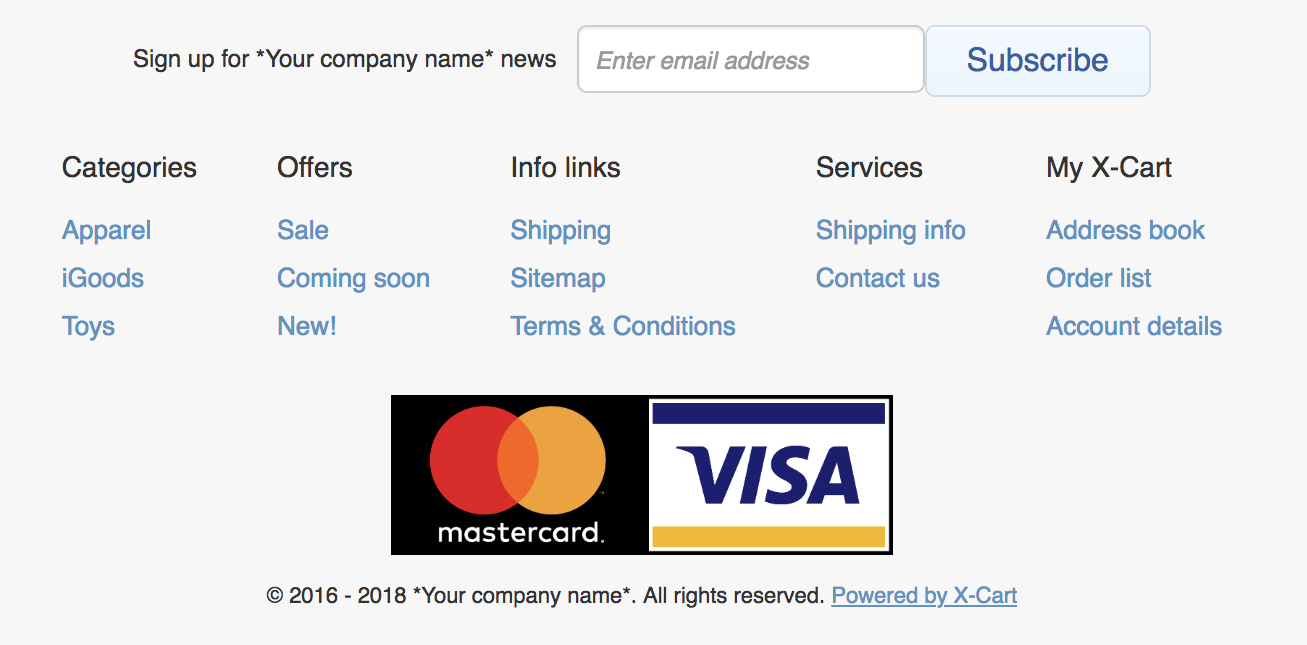 Sign up for *Your company name* news Enter email address Subscribe
Categories Offers Info links Services My X-Cart
Apparel Sale Shipping Shipping info Address book
iGoods Coming soon Sitemap Contact us Order list
Toys New! Terms & Conditions Account details
mastercard. VISA
© 2016 - 2018 *Your company name*. All rights reserved. Powered by X-Cart